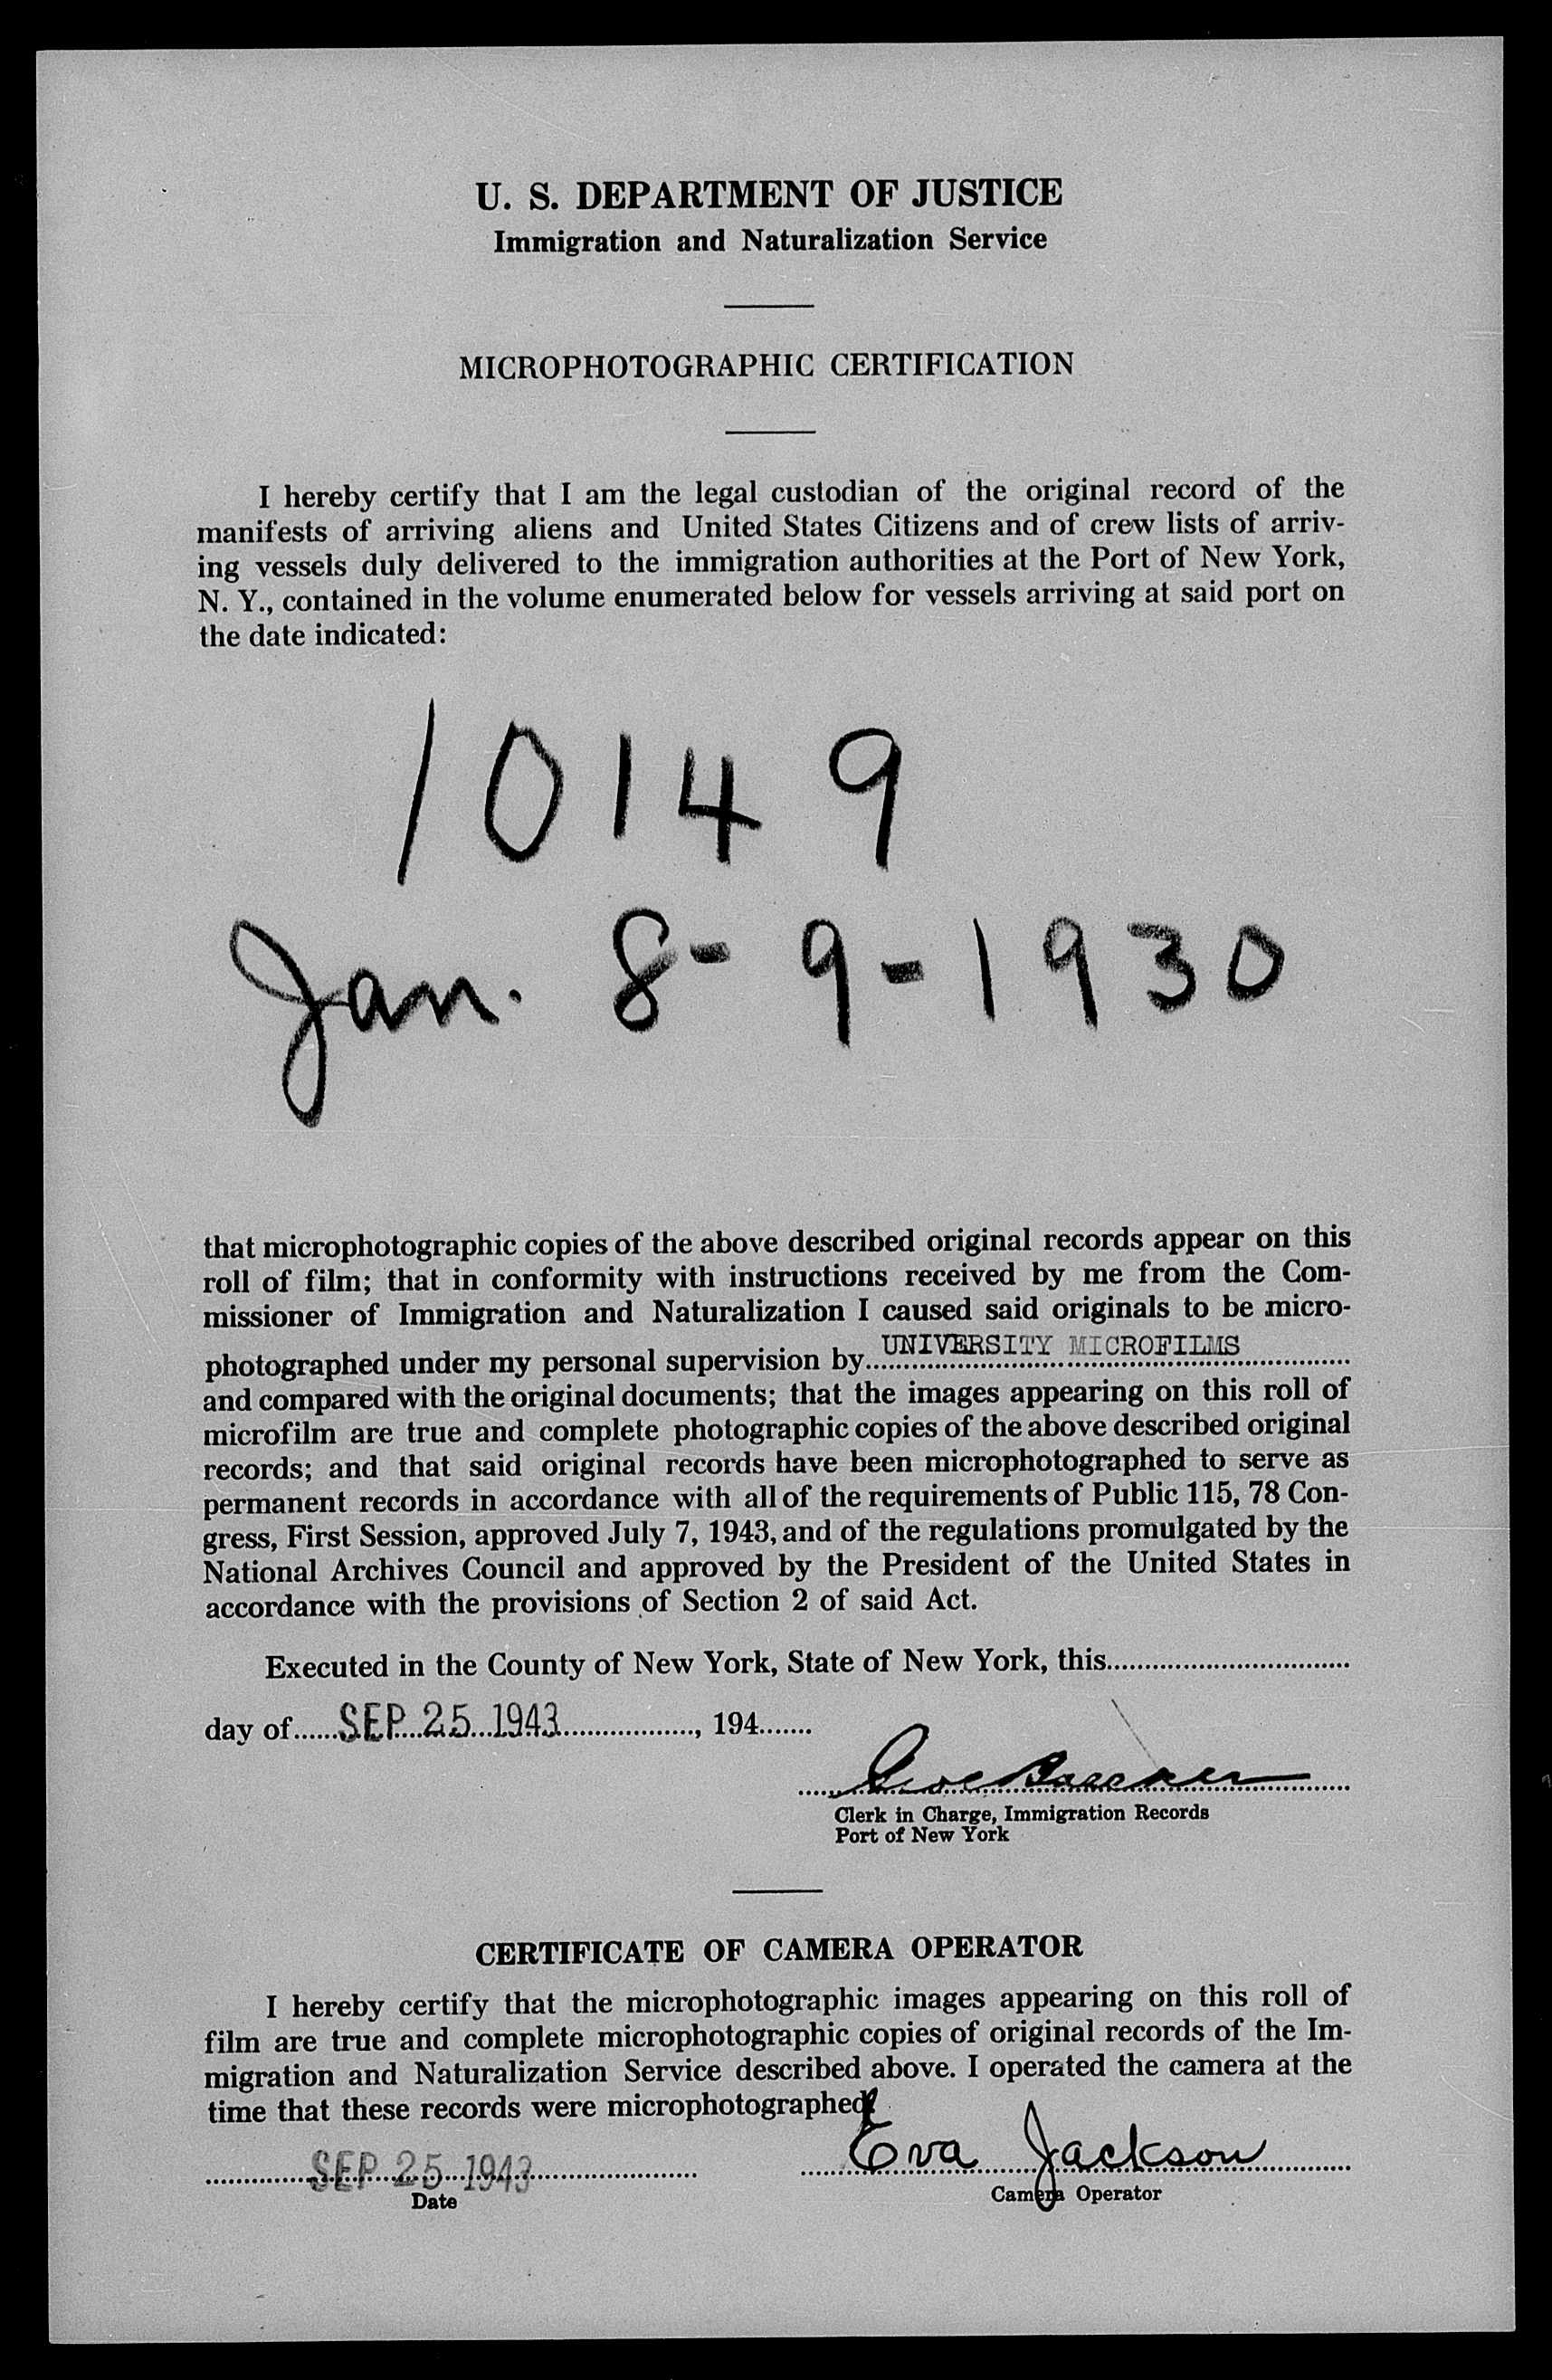 U. S. DEPARTMENT OF JUSTICE
Immigration and Naturalization Service
MICROPHOTOGRAPHIC CERTIFICATION
I hereby certify that I am the legal custodian of the original record of the
manifests of arriving aliens and United States Citizens and of crew lists of arriv-
ing vessels duly delivered to the immigration authorities at the Port of New York,
N. Y., contained in the volume enumerated below for vessels arriving at said port on
the date indicated:
10149
Jan. 8-9-1930
that microphotographic copies of the above described original records appear on this
roll of film; that in conformity with instructions received by me from the Com-
missioner of Immigration and Naturalization I caused said originals to be micro-
photographed under my personal supervision by UNIVERSITY MICROFILMS
and compared with the original documents; that the images appearing on this roll of
microfilm are true and complete photographic copies of the above described original
records; and that said original records have been microphotographed to serve as
permanent records in accordance with all of the requirements of Public 115, 78 Con-
gress, First Session, approved July 7, 1943, and of the regulations promulgated by the
National Archives Council and approved by the President of the United States in
accordance with the provisions of Section 2 of said Act.
Executed in the County of New York, State of New York, this
day of SEP 25 1943, 194
Clerk in Charge, Immigration Records
Port of New York
CERTIFICATE OF CAMERA OPERATOR
I hereby certify that the microphotographic images appearing on this roll of
film are true and complete microphotographic copies of original records of the Im-
migration and Naturalization Service described above. I operated the camera at the
time that these records were microphotographed.
SEP 25 1943 Eva Jackson
Date Camera Operator